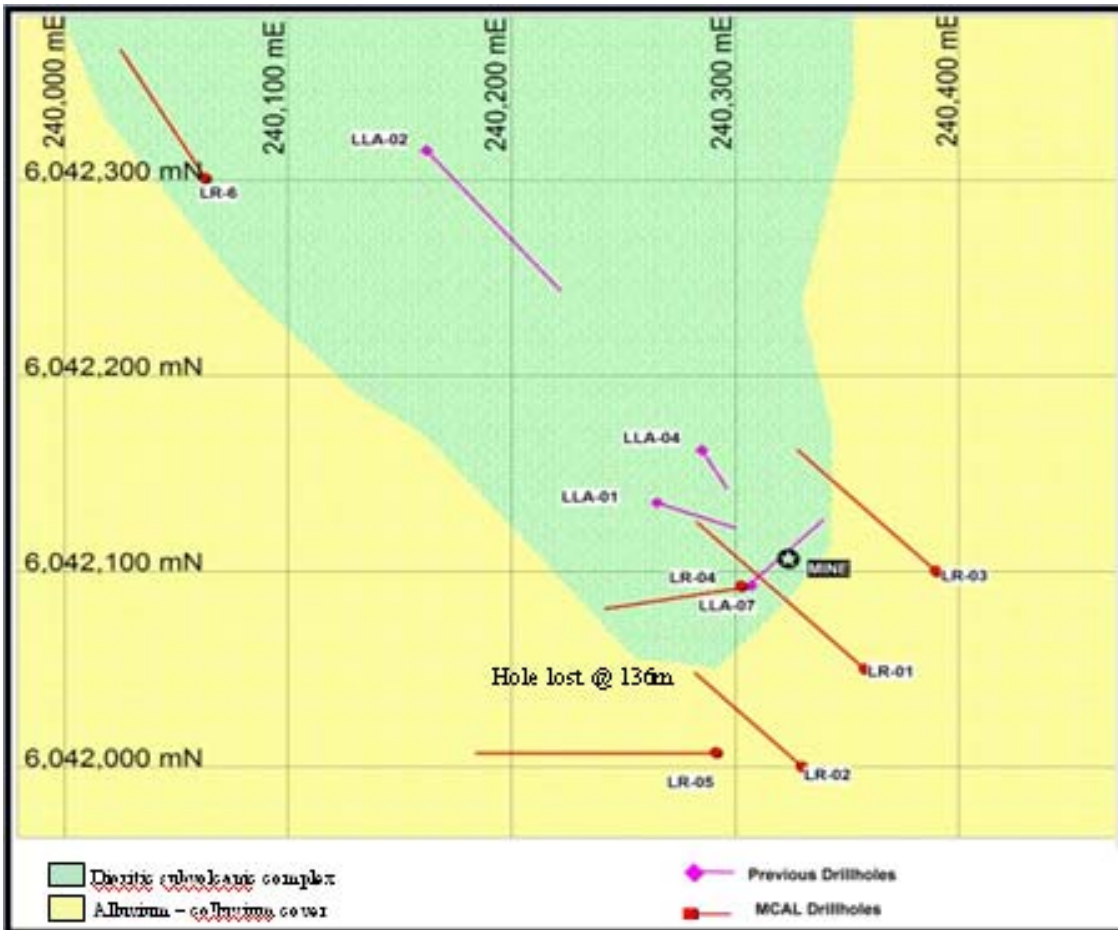 240,000 mE
240,100 mE
240,200 mE
240,300 mE
240,400 mE
LLA-02
6,042,300 mN
LR-6
6,042,200 mN
LLA-04
LLA-01
6,042,100 mN
LR-04
MINE
LR-03
LLA-07
LR-01
Hole lost @ 136m
6,042,000 mN
LR-05
LR-02
complex
Previous Drillholes
cover
MCAL Drillholes